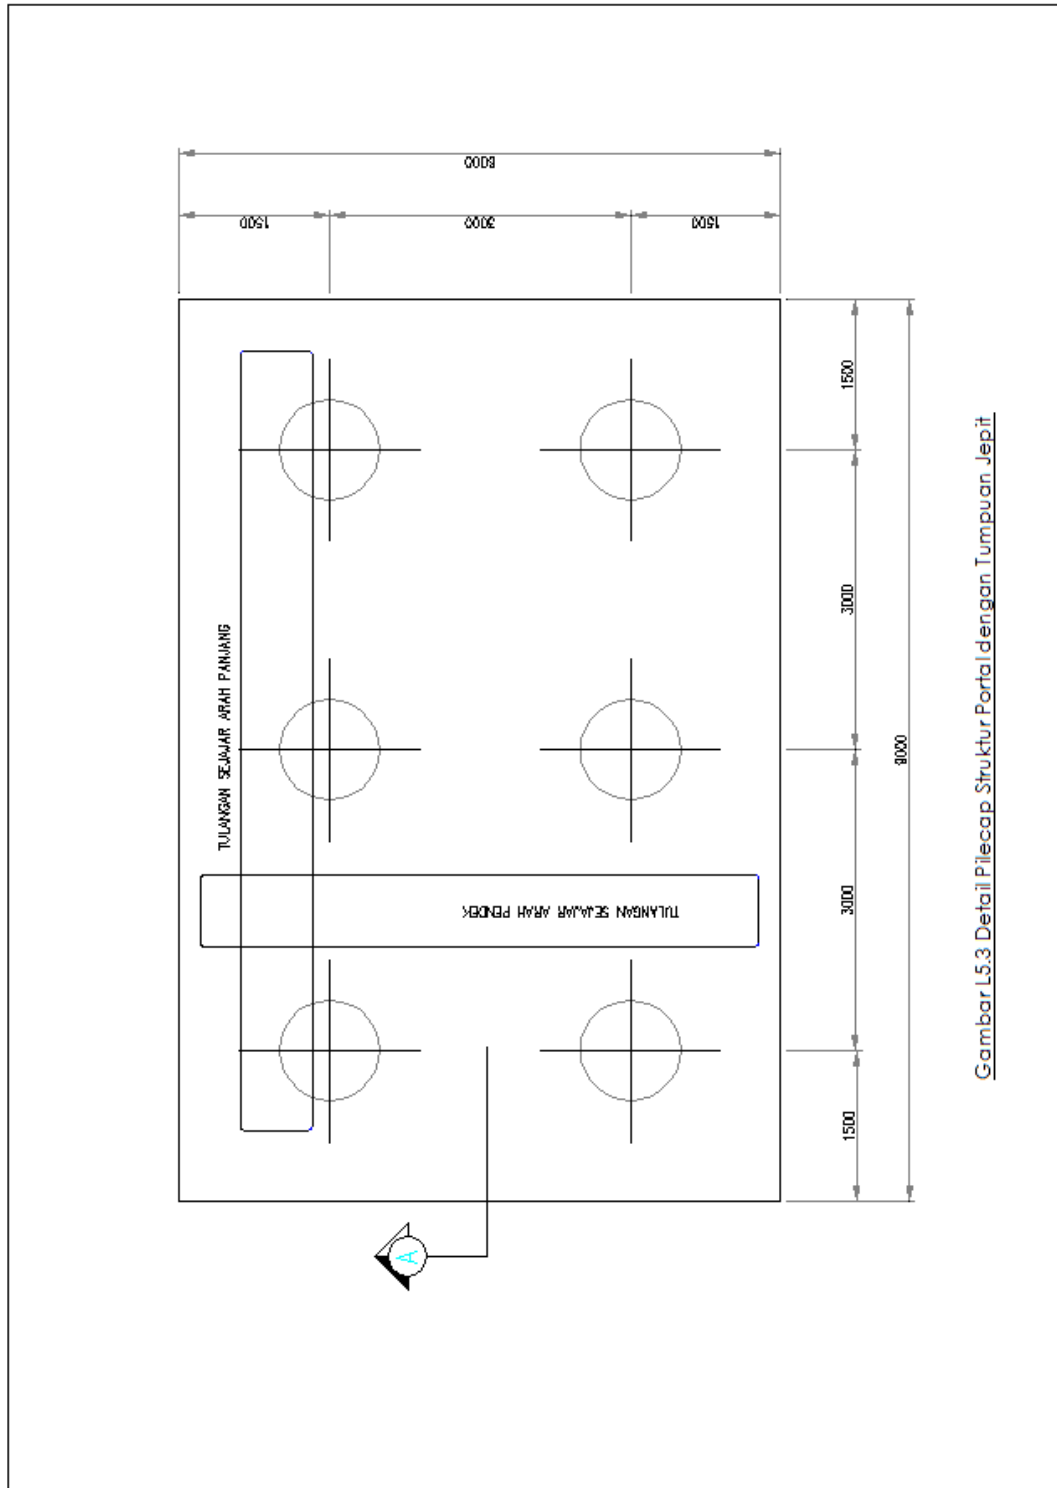 6000
1500
3000
1500
TULANGAN SEJAJAR ARAH PANJANG
TULANGAN SEJAJAR ARAH PENDEK
1500
3000
3000
1500
9000
A
Gambar L5.3 Detail Pilecap Struktur Portal dengan Tumpuan Jepit